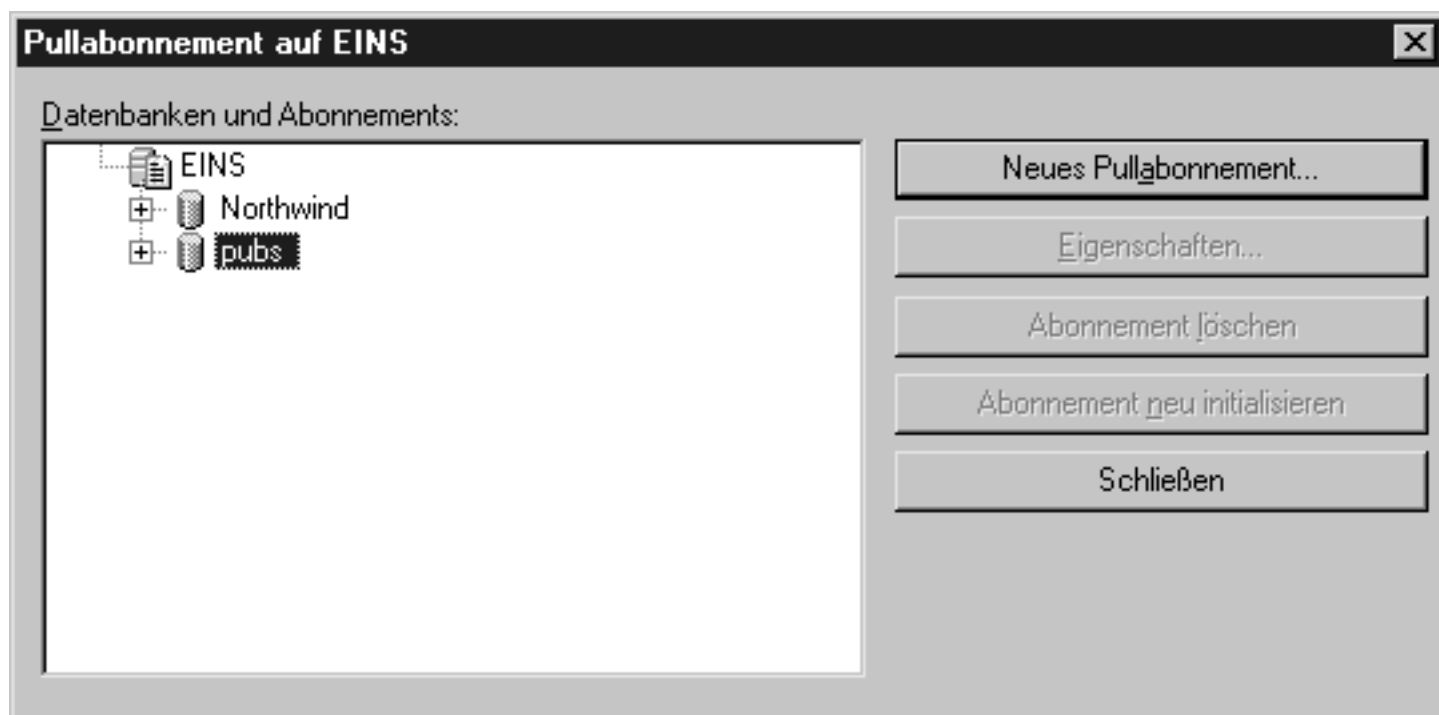 Pullabonnement auf EINS
Datenbanken und Abonnements:
EINS
Northwind
pubs
Neues Pullabonnement...
Eigenschaften...
Abonnement löschen
Abonnement neu initialisieren
Schließen